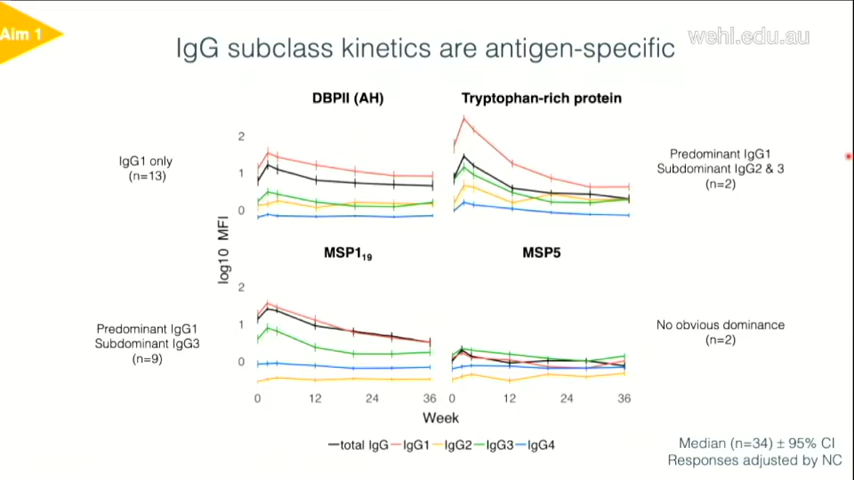 Aim 1
IgG subclass kinetics are antigen-specific
wehi.edu.au
DBPII (AH)
Tryptophan-rich protein
IgG1 only
(n=13)
Predominant IgG1
Subdominant IgG2 & 3
(n=2)
2
1
0
log10 MFI
MSP1₁₉
MSP5
Predominant IgG1
Subdominant IgG3
(n=9)
No obvious dominance
(n=2)
2
1
0
0 12 24 36
0 12 24 36
Week
total IgG IgG1 IgG2 IgG3 IgG4
Median (n=34) ± 95% CI
Responses adjusted by NC